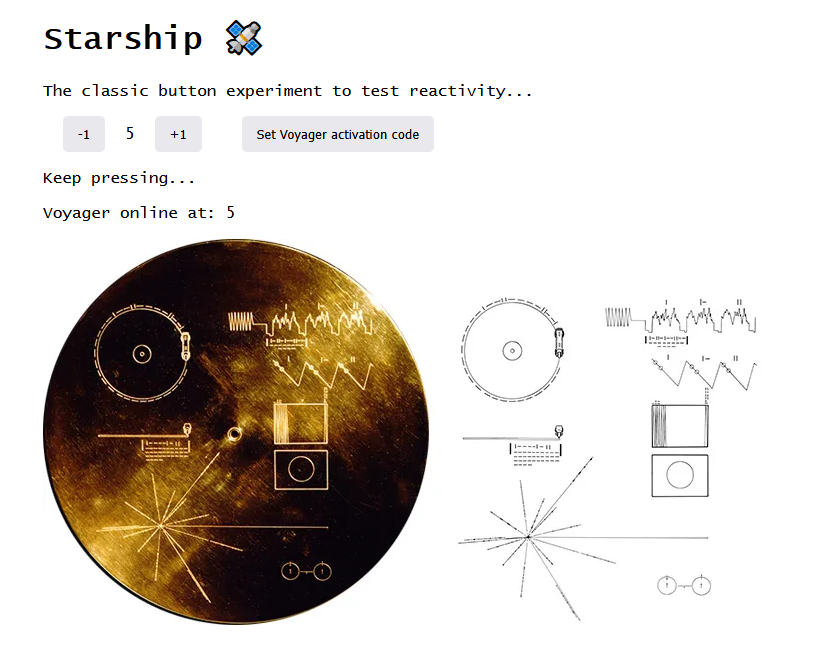 Starship 🛰️
The classic button experiment to test reactivity...
-1 5 +1 Set Voyager activation code
Keep pressing...
Voyager online at: 5